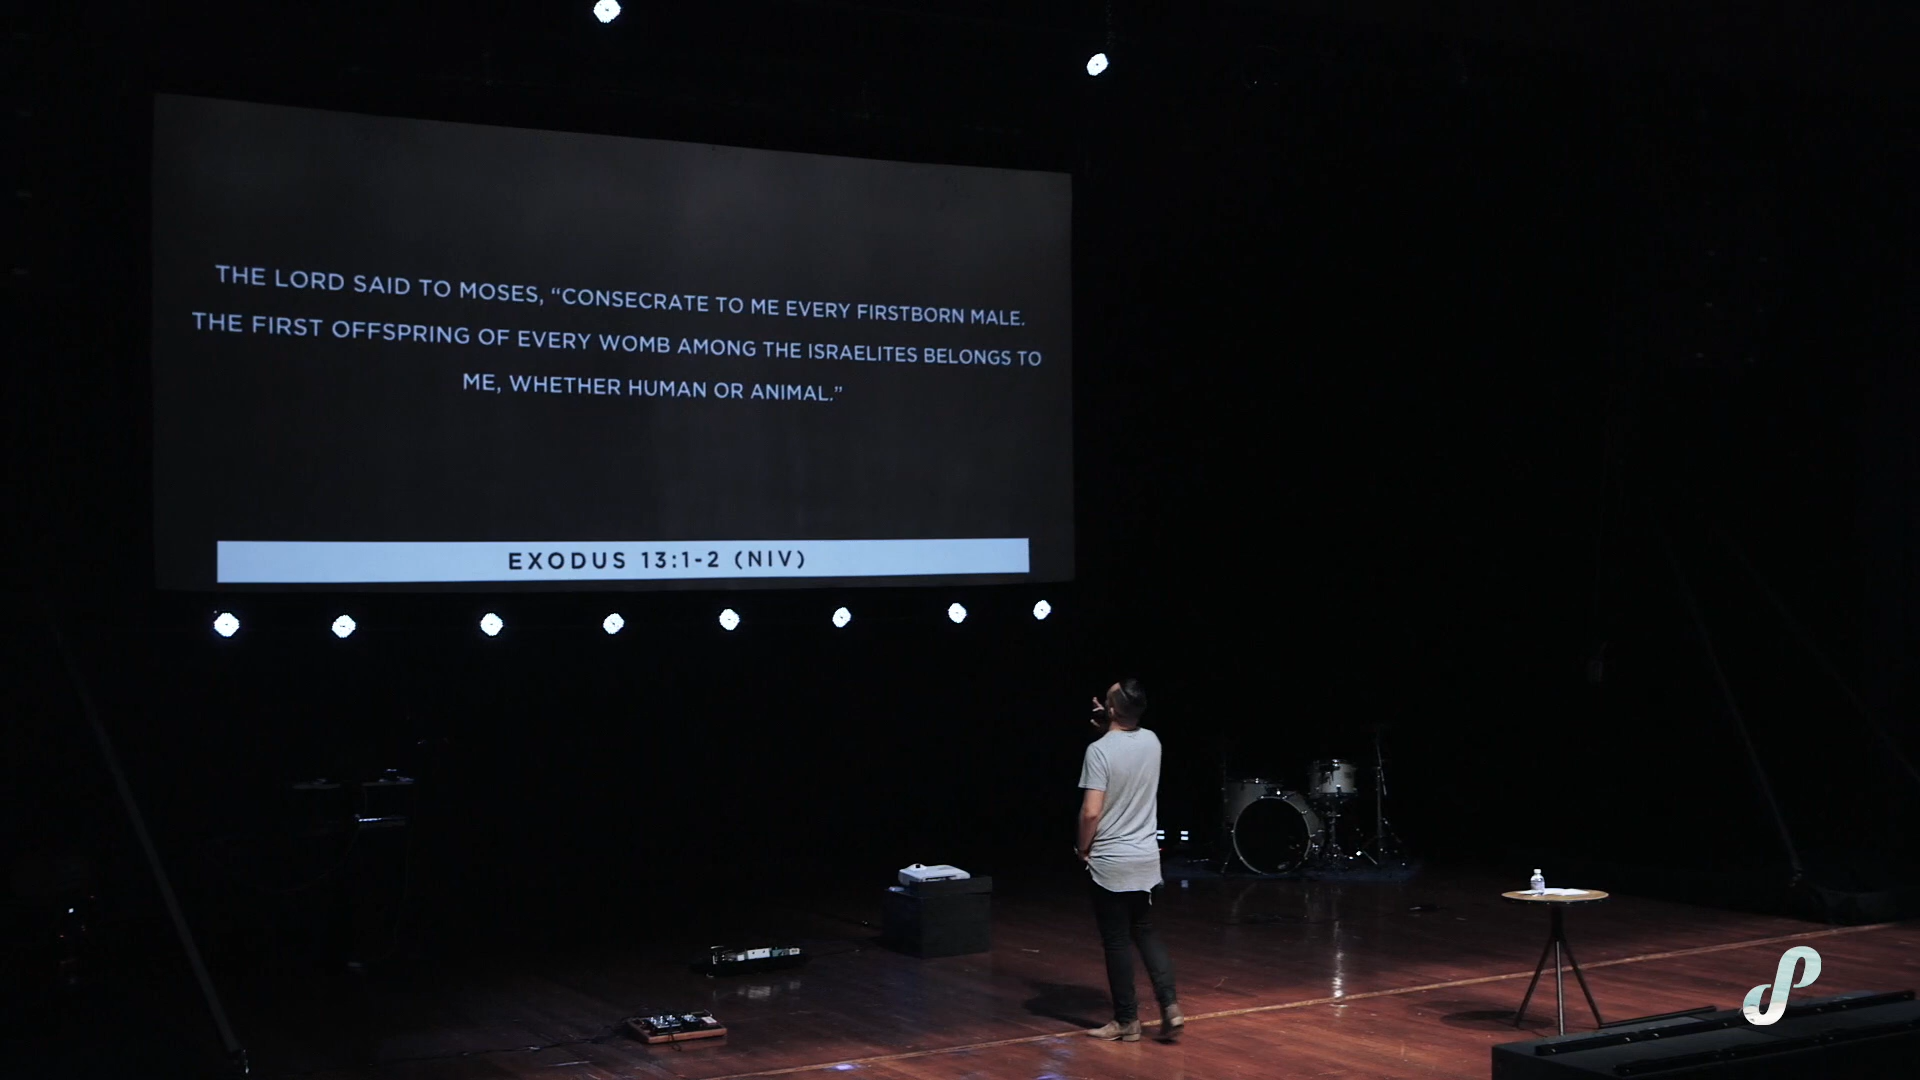 THE LORD SAID TO MOSES, “CONSECRATE TO ME EVERY FIRSTBORN MALE.
THE FIRST OFFSPRING OF EVERY WOMB AMONG THE ISRAELITES BELONGS TO
ME, WHETHER HUMAN OR ANIMAL.”
EXODUS 13:1-2 (NIV)